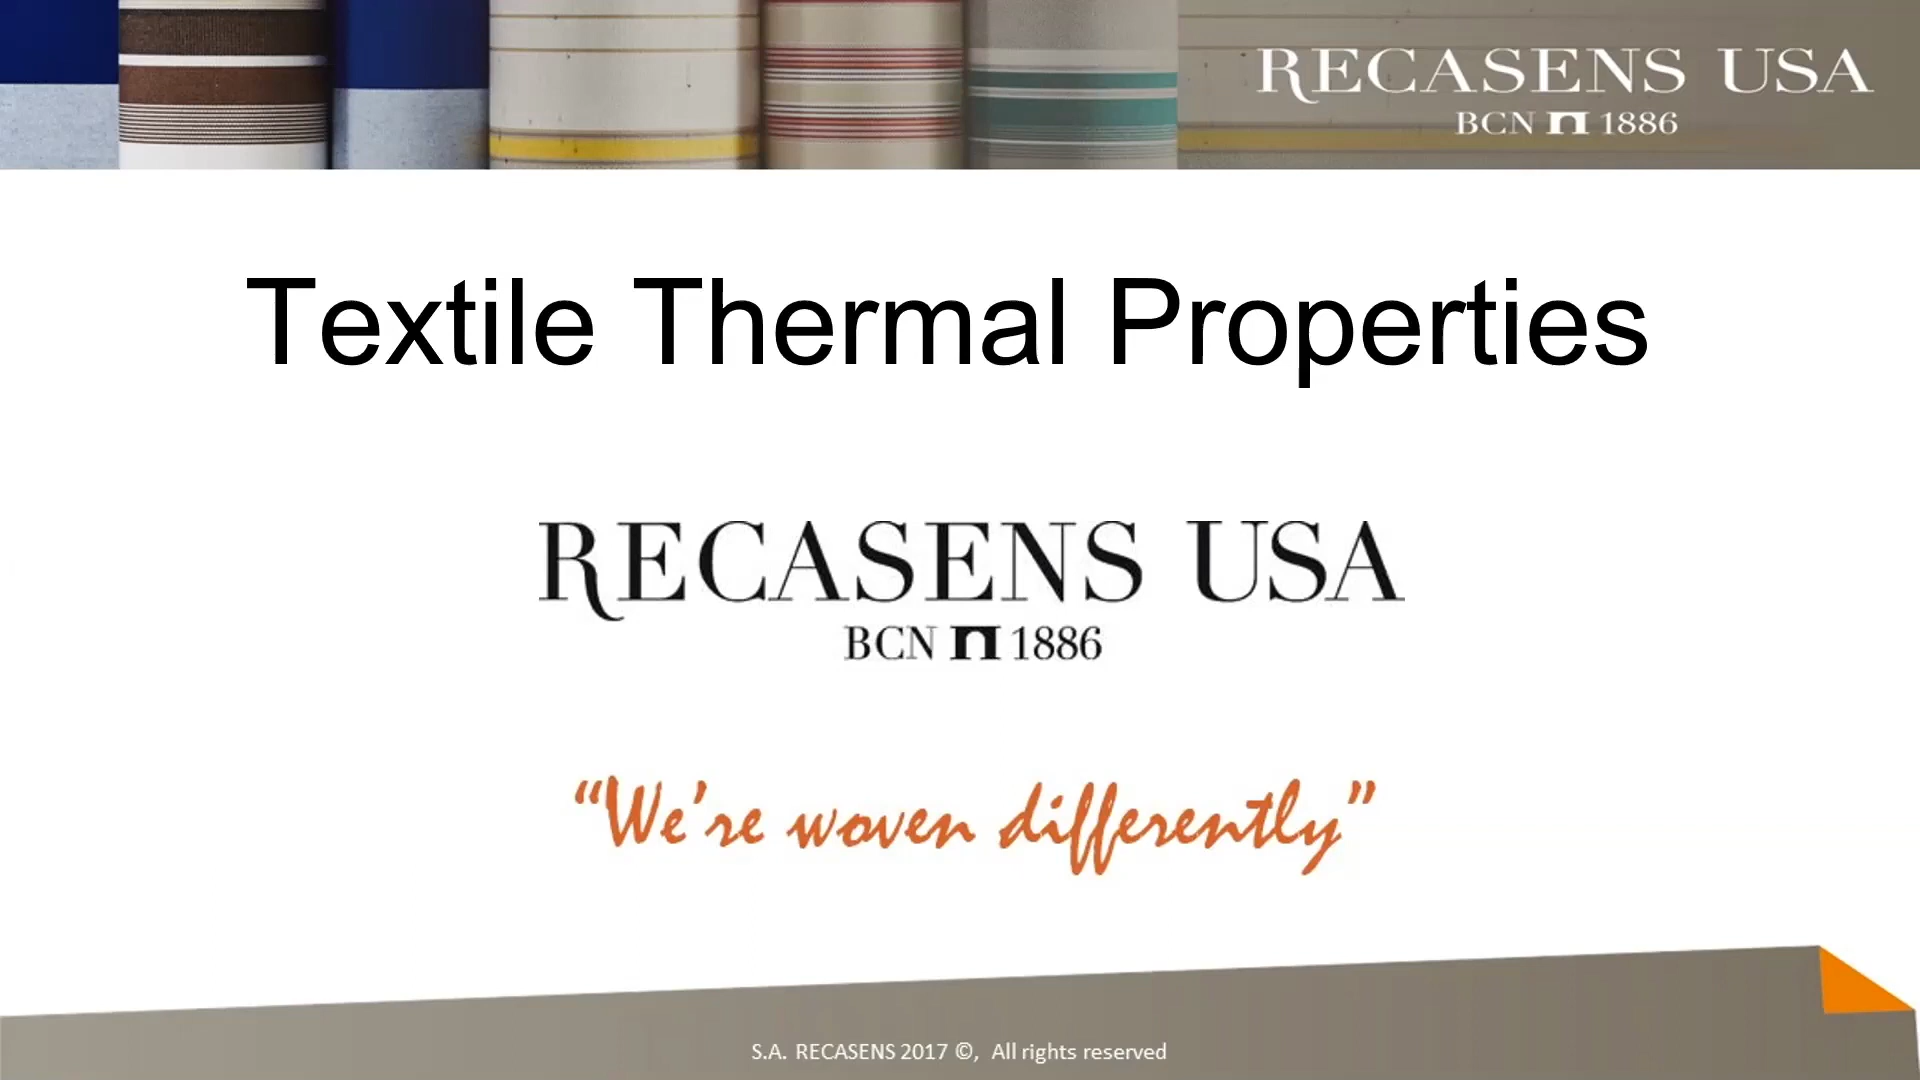 RECASENS USA
BCN 1886
Textile Thermal Properties
RECASENS USA
BCN 1886
“We’re woven differently”
S.A. RECASENS 2017 ©, All rights reserved